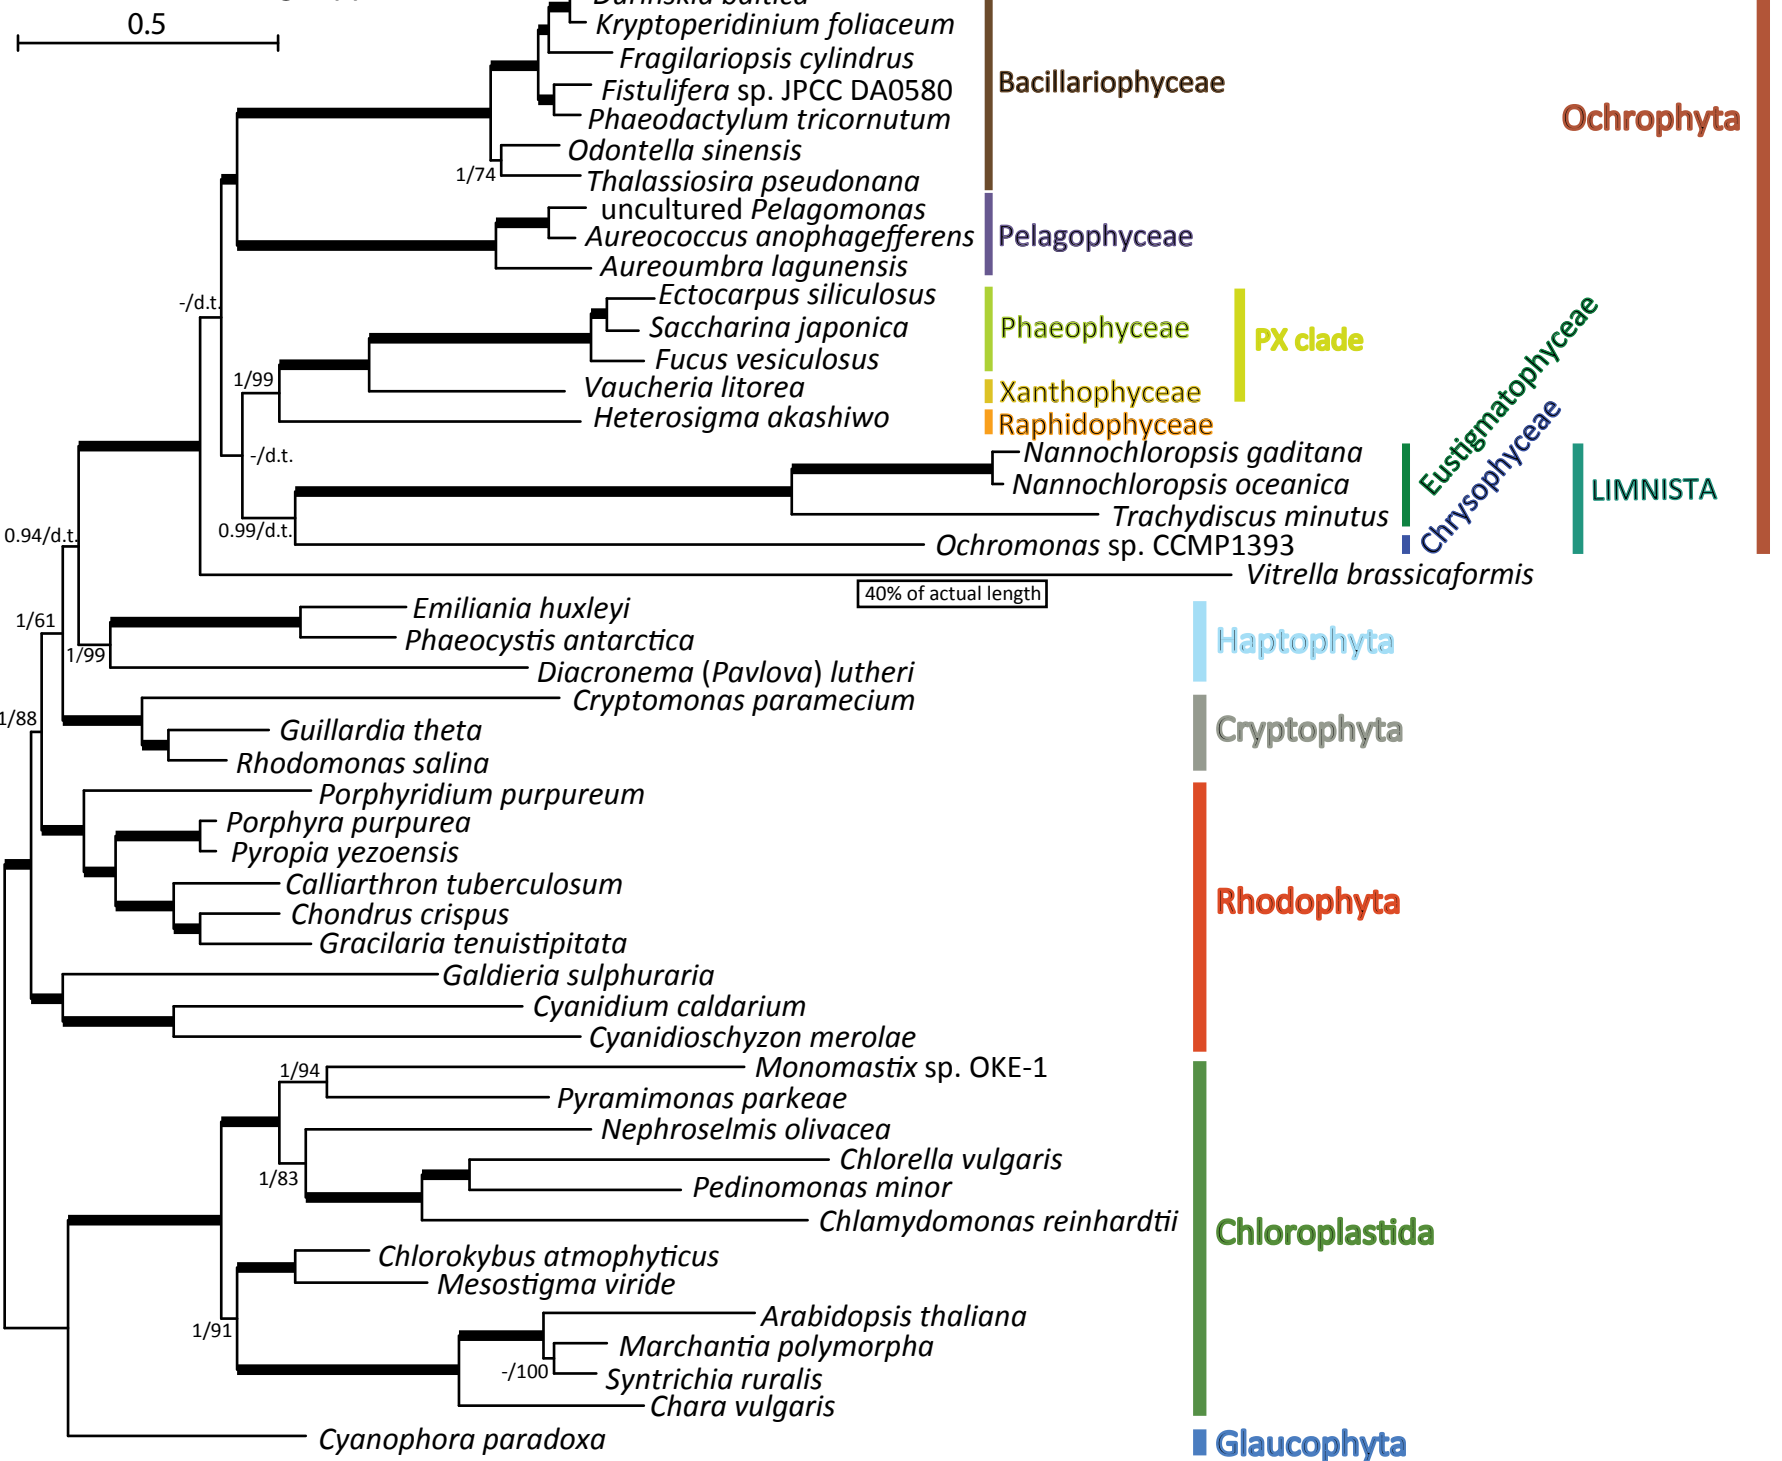 0.5
Kryptoperidinium foliaceum
Fragilariopsis cylindrus
Fistulifera sp. JPCC DA0580
Bacillariophyceae
Phaeodactylum tricornutum
Ochrophyta
Odontella sinensis
1/74
Thalassiosira pseudonana
uncultured Pelagomonas
Aureococcus anophagefferens
Pelagophyceae
Aureoumbra lagunensis
-/d.t.
Ectocarpus siliculosus
Saccharina japonica
Phaeophyceae
PX clade
Fucus vesiculosus
1/99
Vaucheria litorea
Xanthophyceae
Heterosigma akashiwo
Raphidophyceae
Eustigmatophyceae
Chrysophyceae
-/d.t.
Nannochloropsis gaditana
Nannochloropsis oceanica
LIMNISTA
Trachydiscus minutus
0.99/d.t.
0.94/d.t.
Ochromonas sp. CCMP1393
Vitrella brassicaformis
40% of actual length
Emiliania huxleyi
1/61
Phaeocystis antarctica
Haptophyta
1/99
Diacronema (Pavlova) lutheri
Cryptomonas paramecium
1/88
Guillardia theta
Cryptophyta
Rhodomonas salina
Porphyridium purpureum
Porphyra purpurea
Pyropia yezoensis
Calliarthron tuberculosum
Rhodophyta
Chondrus crispus
Gracilaria tenuistipitata
Galdieria sulphuraria
Cyanidium caldarium
Cyanidioschyzon merolae
1/94
Monomastix sp. OKE-1
Pyramimonas parkeae
Nephroselmis olivacea
Chlorella vulgaris
1/83
Pedinomonas minor
Chlamydomonas reinhardtii
Chloroplastida
Chlorokybus atmophyticus
Mesostigma viride
Arabidopsis thaliana
1/91
Marchantia polymorpha
-/100
Syntrichia ruralis
Chara vulgaris
Cyanophora paradoxa
Glaucophyta